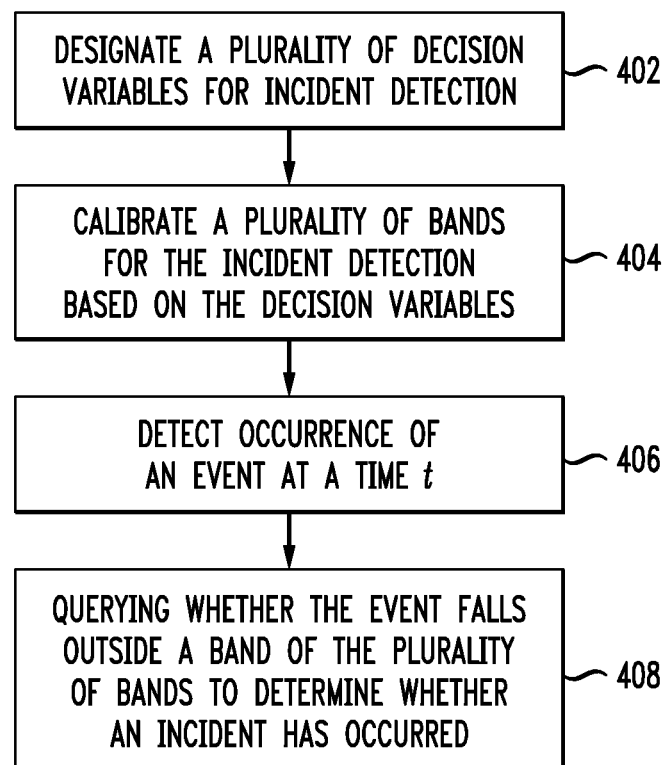 DESIGNATE A PLURALITY OF DECISION
VARIABLES FOR INCIDENT DETECTION
402
CALIBRATE A PLURALITY OF BANDS
FOR THE INCIDENT DETECTION
BASED ON THE DECISION VARIABLES
404
DETECT OCCURRENCE OF
AN EVENT AT A TIME t
406
QUERYING WHETHER THE EVENT FALLS
OUTSIDE A BAND OF THE PLURALITY
OF BANDS TO DETERMINE WHETHER
AN INCIDENT HAS OCCURRED
408